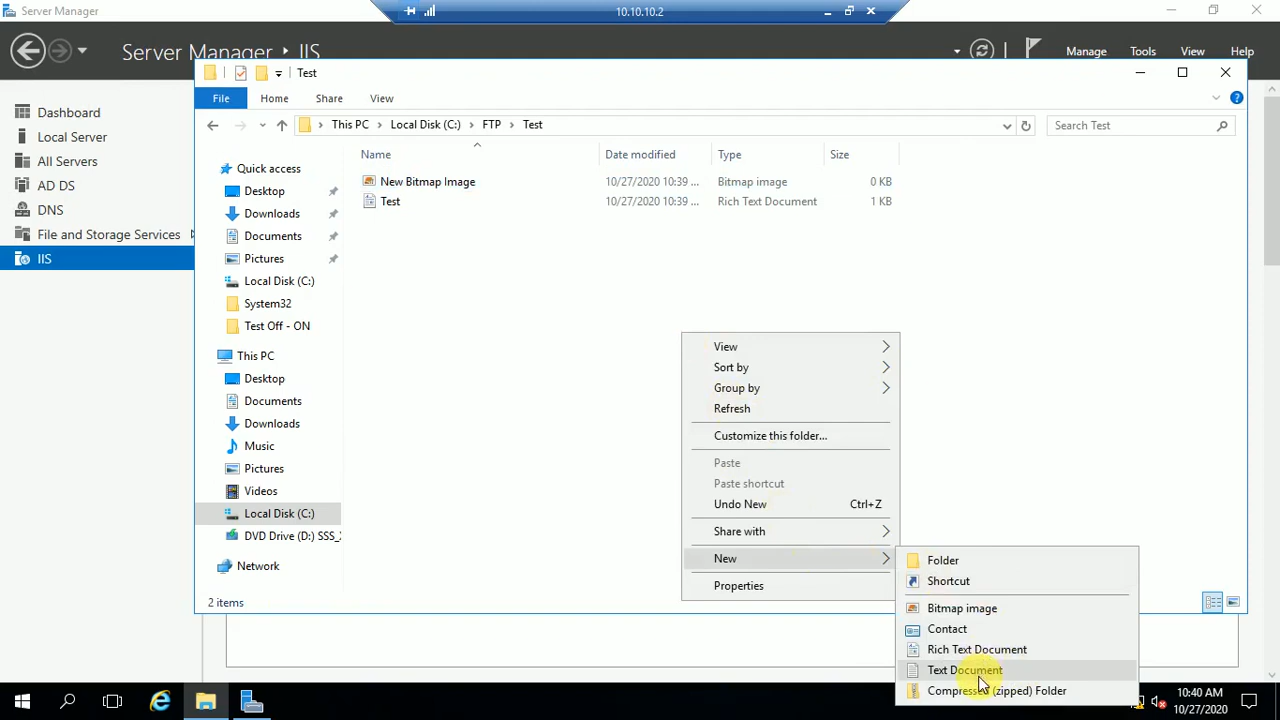 Server Manager
10.10.10.2
Server Manager
IIS
Manage
Tools
View
Help
Test
File
Home
Share
View
This PC
Local Disk (C:)
FTP
Test
Search Test
Dashboard
Local Server
All Servers
AD DS
DNS
File and Storage Services
IIS
Quick access
Desktop
Downloads
Documents
Pictures
Local Disk (C:)
System32
Test Off - ON
This PC
Desktop
Documents
Downloads
Music
Pictures
Videos
Local Disk (C:)
DVD Drive (D:) SSS_
Network
Name
Date modified
Type
Size
New Bitmap Image
10/27/2020 10:39 ...
Bitmap image
0 KB
Test
10/27/2020 10:39 ...
Rich Text Document
1 KB
View
Sort by
Group by
Refresh
Customize this folder...
Paste
Paste shortcut
Undo New
Ctrl+Z
Share with
New
Properties
Folder
Shortcut
Bitmap image
Contact
Rich Text Document
Text Document
Compressed (zipped) Folder
2 items
10:40 AM
10/27/2020